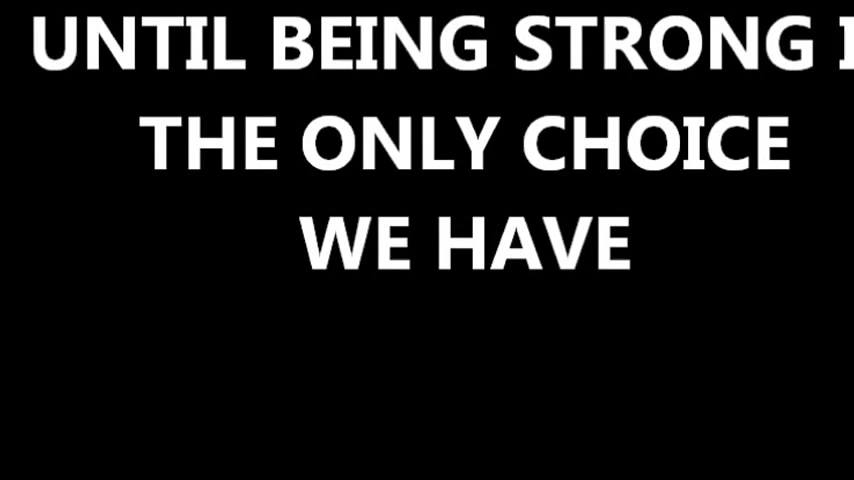 UNTIL BEING STRONG I
THE ONLY CHOICE
WE HAVE